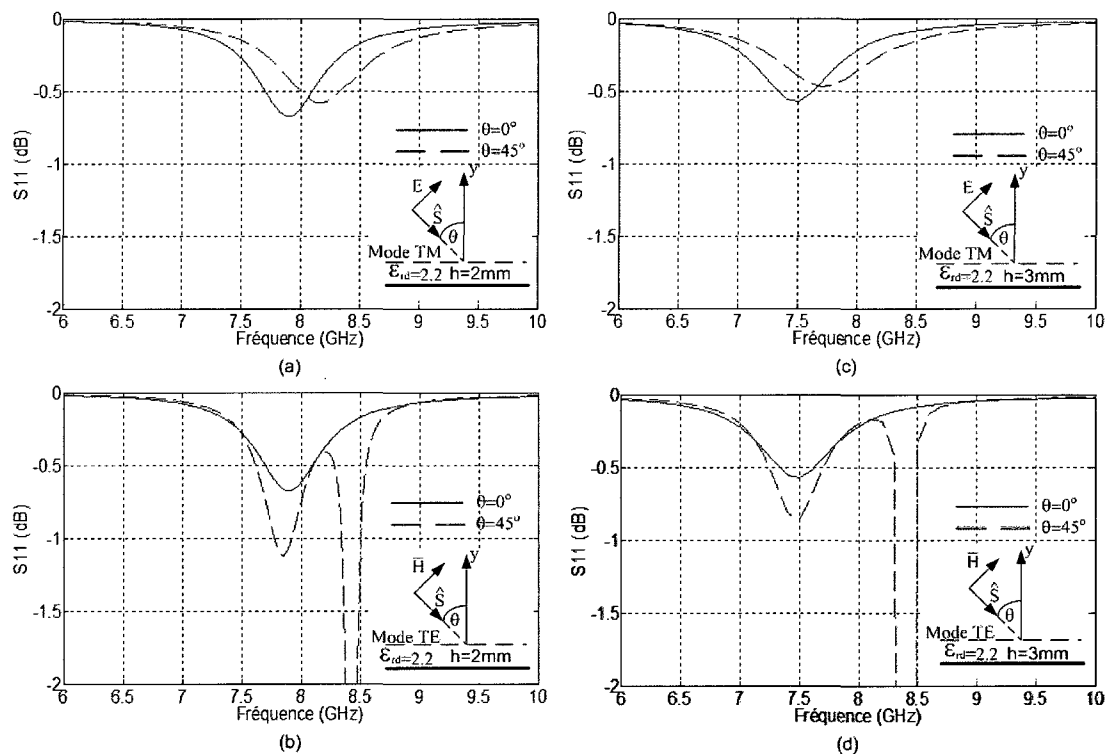 0
-0.5
-1
-1.5
-2
S11 (dB)
θ=0°
θ=45°
y
E
Ŝ
θ
Mode TM
εrd=2.2 h=2mm
6 6.5 7 7.5 8 8.5 9 9.5 10
Fréquence (GHz)
(a)
0
-0.5
-1
-1.5
-2
S11 (dB)
θ=0°
θ=45°
y
E
Ŝ
θ
Mode TM
εrd=2.2 h=3mm
6 6.5 7 7.5 8 8.5 9 9.5 10
Fréquence (GHz)
(c)
0
-0.5
-1
-1.5
-2
S11 (dB)
θ=0°
θ=45°
y
H̄
Ŝ
θ
Mode TE
εrd=2.2 h=2mm
6 6.5 7 7.5 8 8.5 9 9.5 10
Fréquence (GHz)
(b)
0
-0.5
-1
-1.5
-2
S11 (dB)
θ=0°
θ=45°
y
H̄
Ŝ
θ
Mode TE
εrd=2.2 h=3mm
6 6.5 7 7.5 8 8.5 9 9.5 10
Fréquence (GHz)
(d)